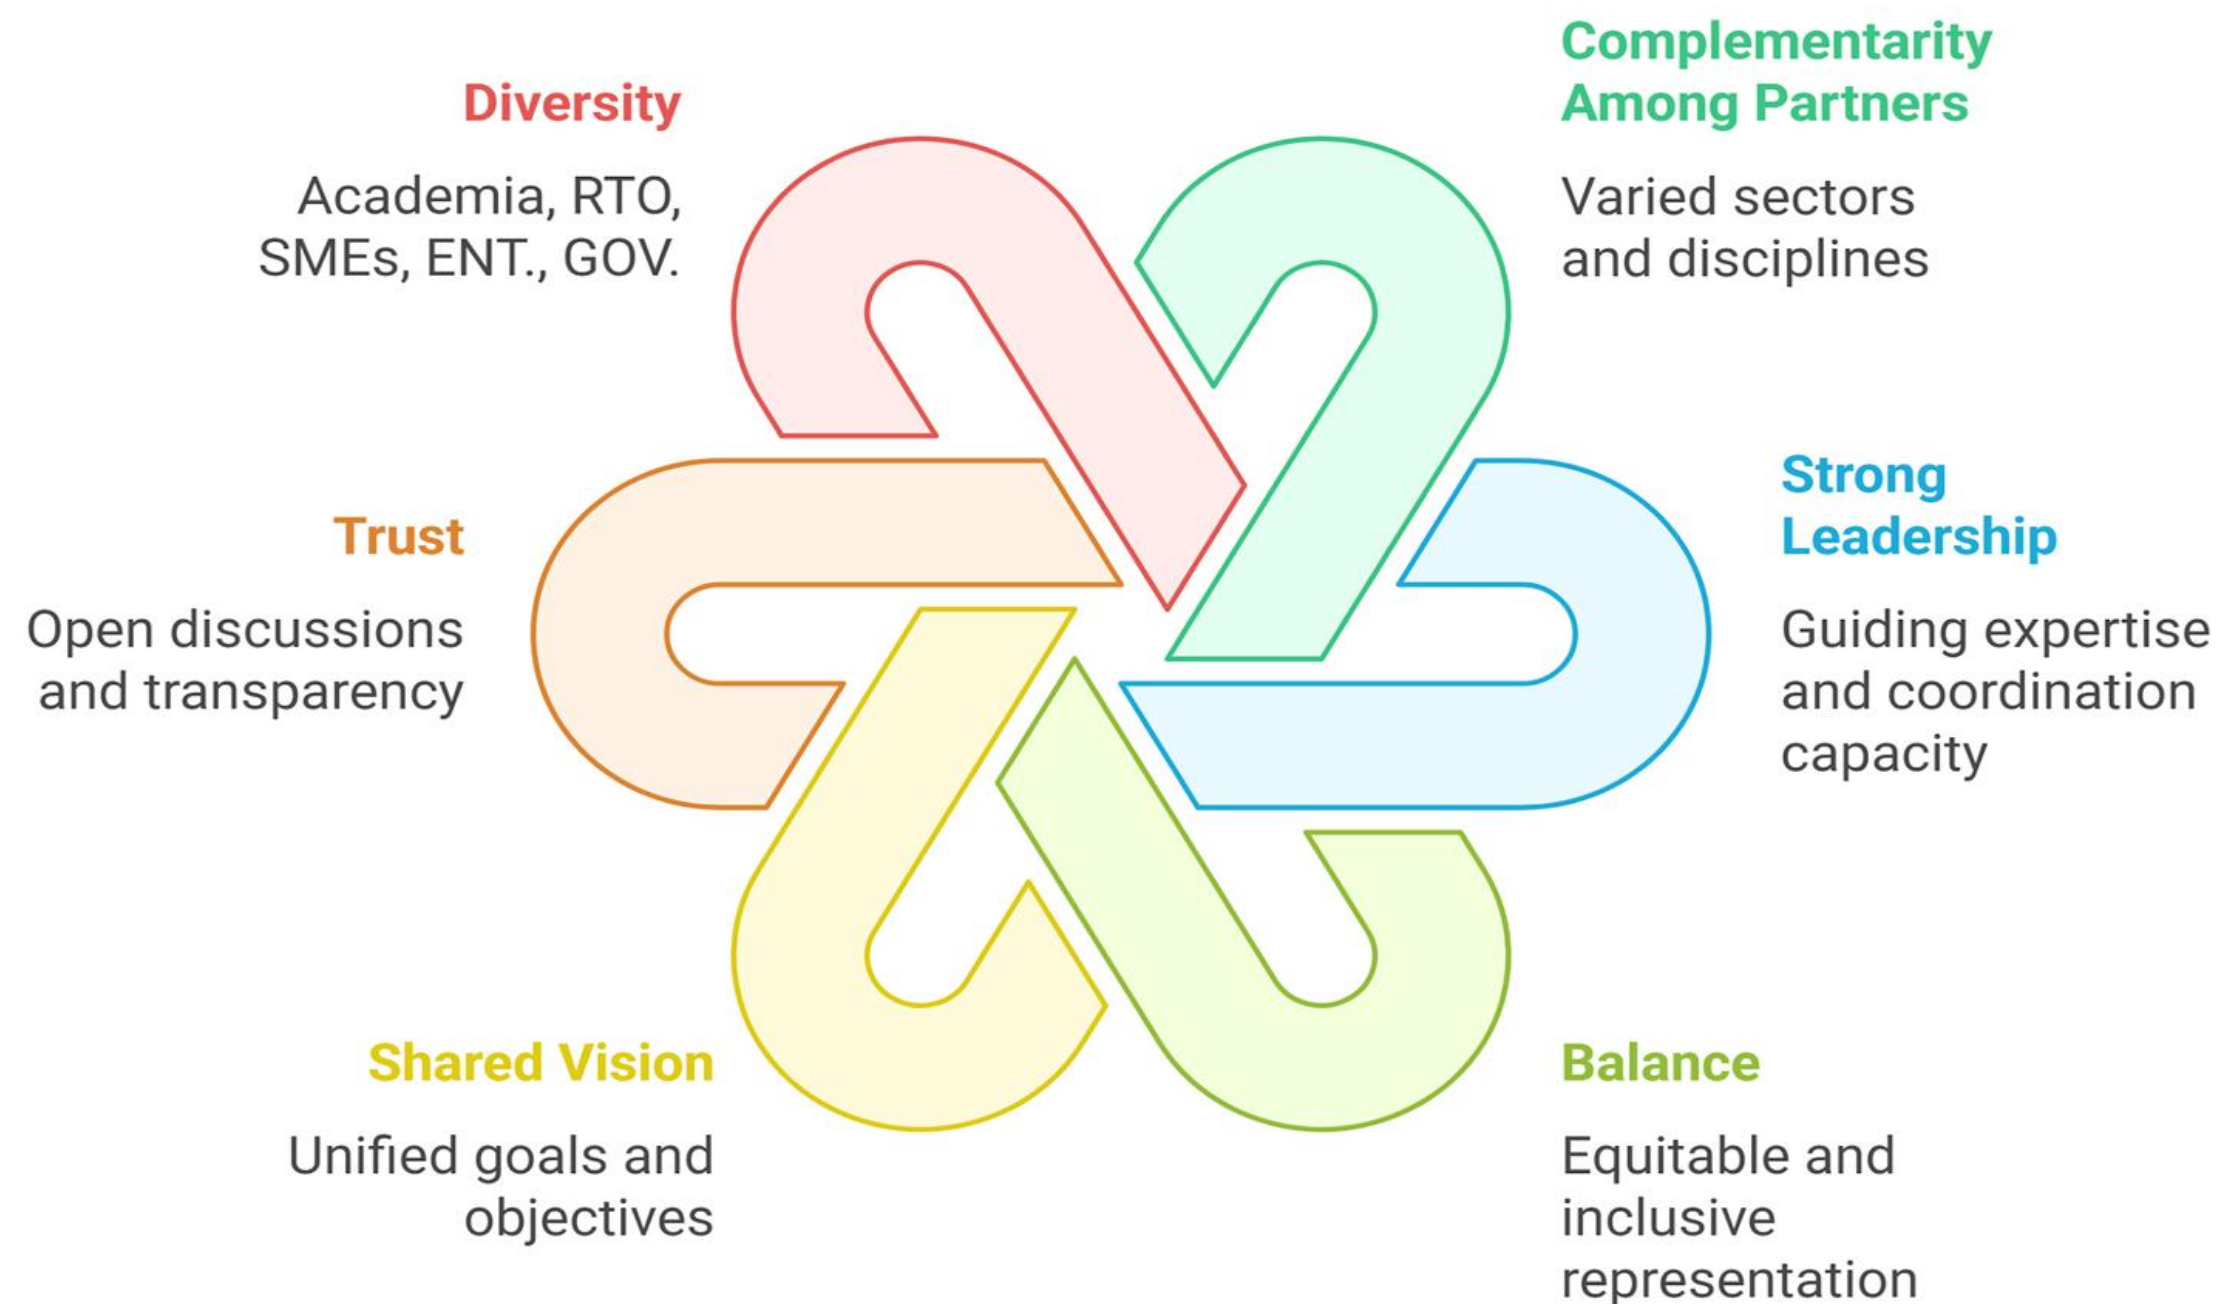 Diversity
Academia, RTO,
SMEs, ENT., GOV.
Complementarity
Among Partners
Varied sectors
and disciplines
Trust
Open discussions
and transparency
Strong
Leadership
Guiding expertise
and coordination
capacity
Shared Vision
Unified goals and
objectives
Balance
Equitable and
inclusive
representation